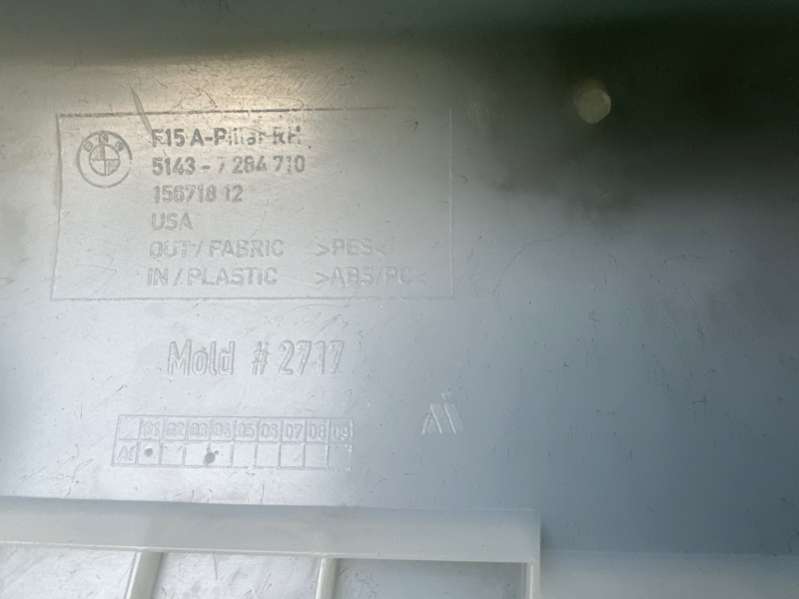 BMW
F15 A-Pillar RH
5143-7 284 710
156718 12
USA
OUT/FABRIC >PES<
IN/PLASTIC >ABS/PC<
Mold # 2717
01 02 03 04 05 06 07 08 09